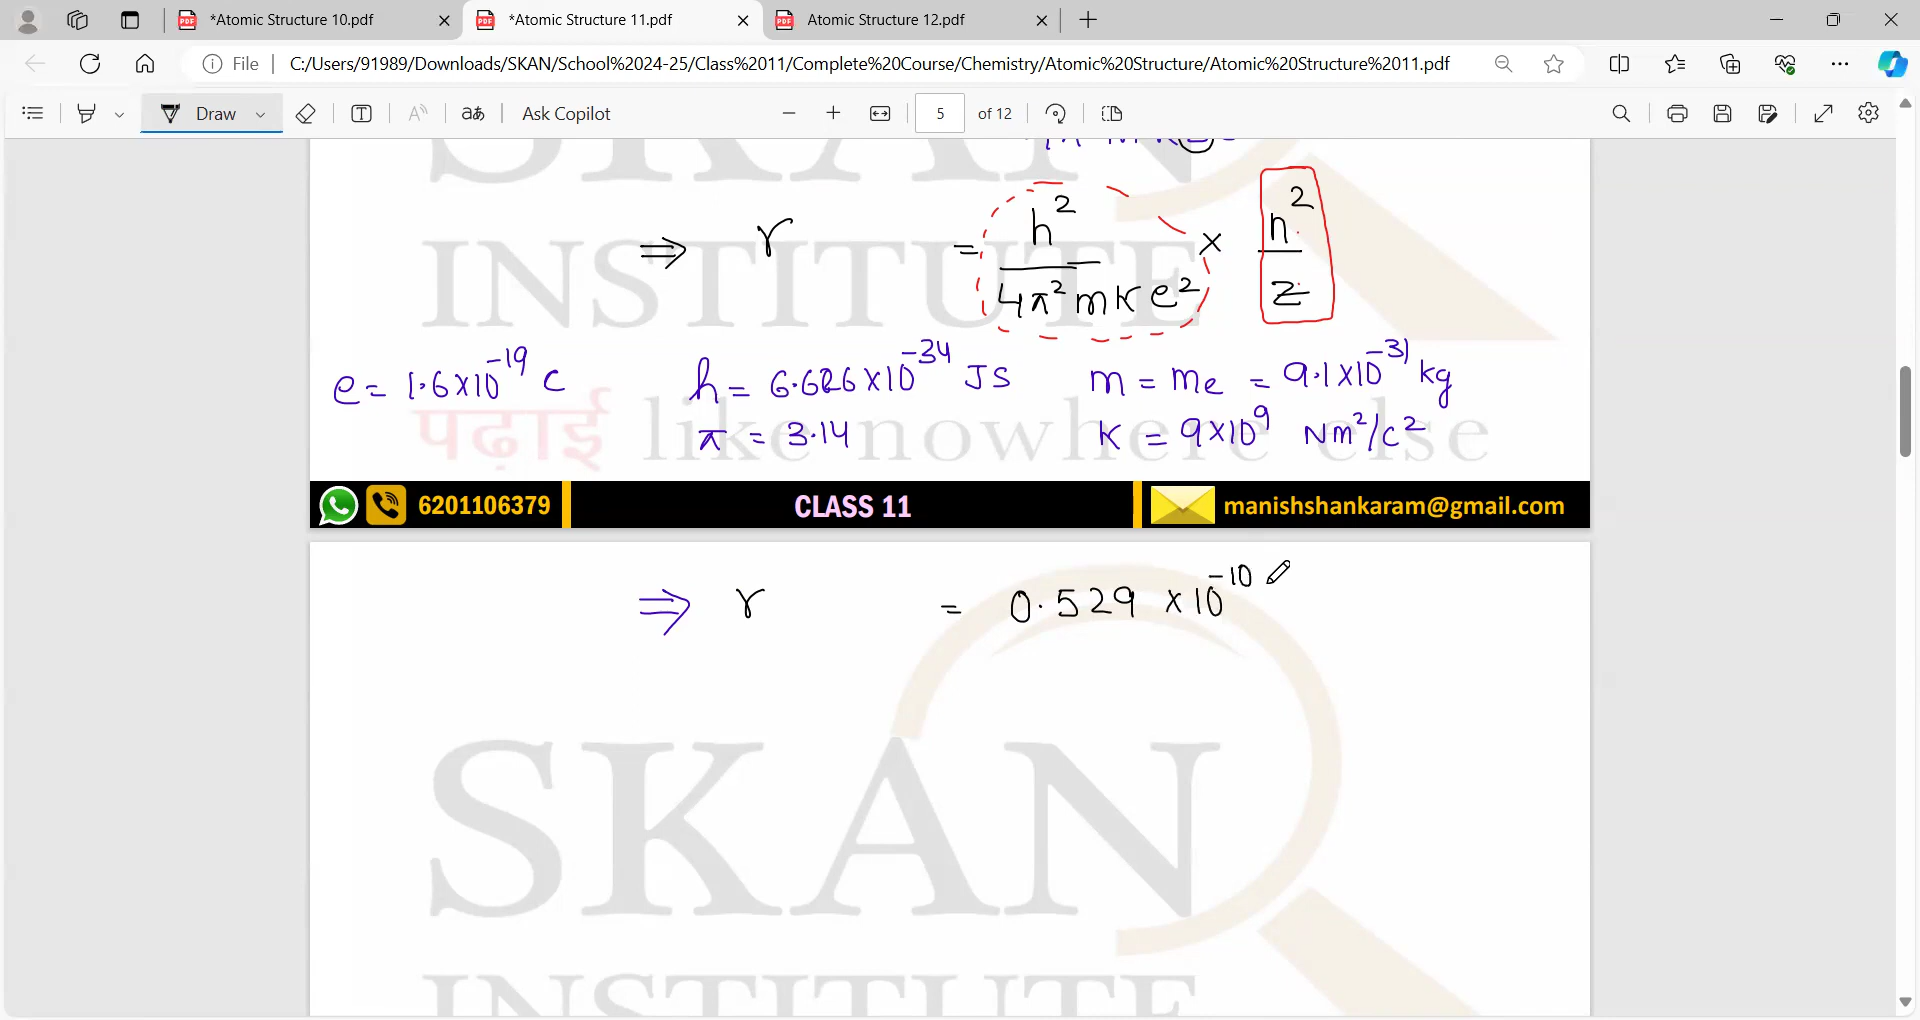 *Atomic Structure 10.pdf
*Atomic Structure 11.pdf
Atomic Structure 12.pdf
File
C:/Users/91989/Downloads/SKAN/School%2024-25/Class%2011/Complete%20Course/Chemistry/Atomic%20Structure/Atomic%20Structure%2011.pdf
Draw
Ask Copilot
5 of 12
SKAN
⇒ r = h² / 4π²mKe² × n² / Z
INSTITUTE
e = 1.6×10⁻¹⁹ C h = 6.626×10⁻³⁴ JS m = me = 9.1×10⁻³¹ kg
π = 3.14 K = 9×10⁹ Nm²/C²
पढ़ाई like nowhere else
6201106379 CLASS 11 manishshankaram@gmail.com
⇒ r = 0.529 ×10⁻¹⁰
SKAN
INSTITUTE